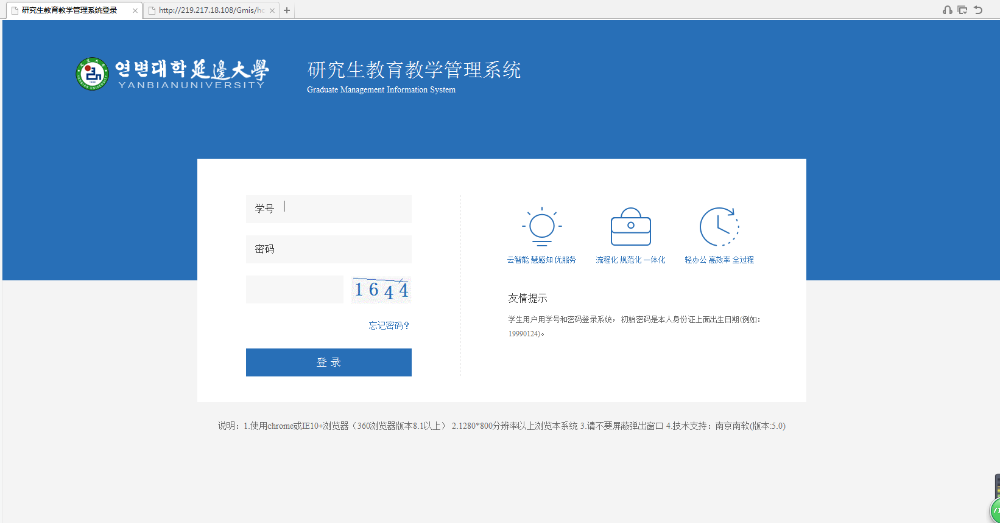 研究生教育教学管理系统登录
http://219.217.18.108/Gmis/hc
연변대학 延邊大學
YANBIANUNIVERSITY
研究生教育教学管理系统
Graduate Management Information System
学号
密码
1644
忘记密码？
登 录
云智能 慧感知 优服务
流程化 规范化 一体化
轻办公 高效率 全过程
友情提示
学生用户用学号和密码登录系统，初始密码是本人身份证上面出生日期(例如：
19990124)。
说明：1.使用chrome或IE10+浏览器（360浏览器版本8.1以上） 2.1280*800分辨率以上浏览本系统 3.请不要屏蔽弹出窗口 4.技术支持：南京南软(版本:5.0)